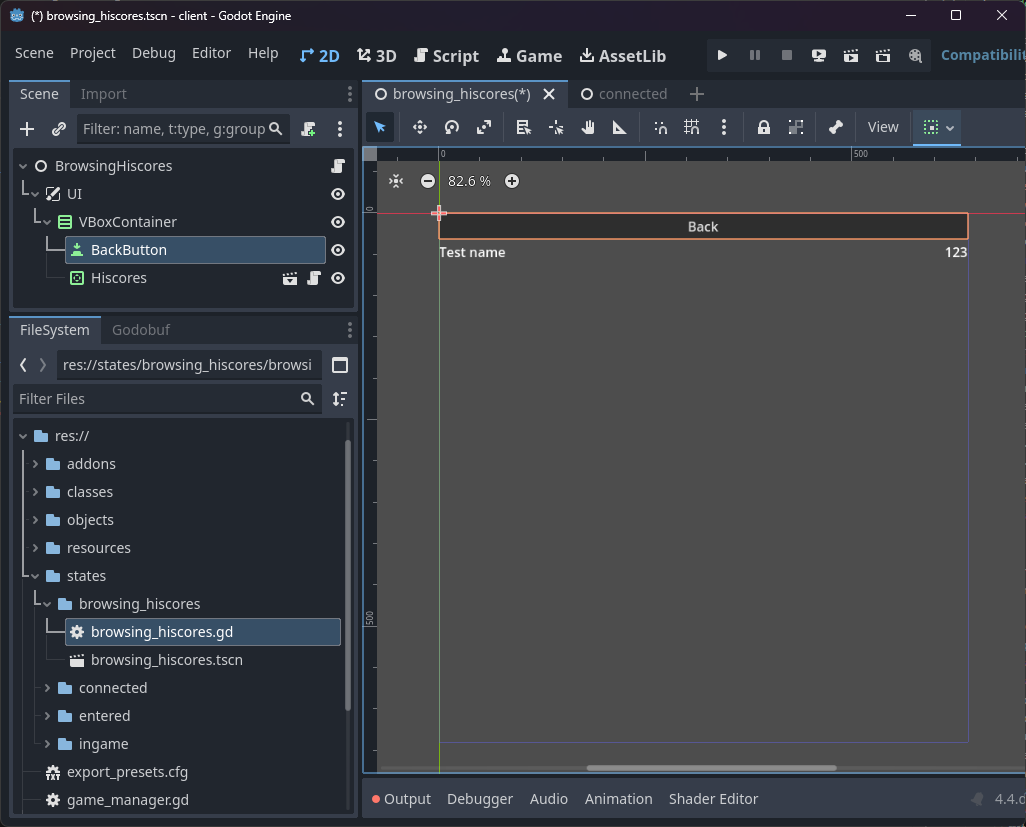 (*) browsing_hiscores.tscn - client - Godot Engine
Scene Project Debug Editor Help 2D 3D Script Game AssetLib Compatibili
Scene Import
Filter: name, t:type, g:group
BrowsingHiscores
UI
VBoxContainer
BackButton
Hiscores
FileSystem Godobuf
res://states/browsing_hiscores/browsi
Filter Files
res://
addons
classes
objects
resources
states
browsing_hiscores
browsing_hiscores.gd
browsing_hiscores.tscn
connected
entered
ingame
export_presets.cfg
game_manager.gd
browsing_hiscores(*) connected
View
0 500
82.6 %
0
Back
Test name 123
500
Output Debugger Audio Animation Shader Editor 4.4.d